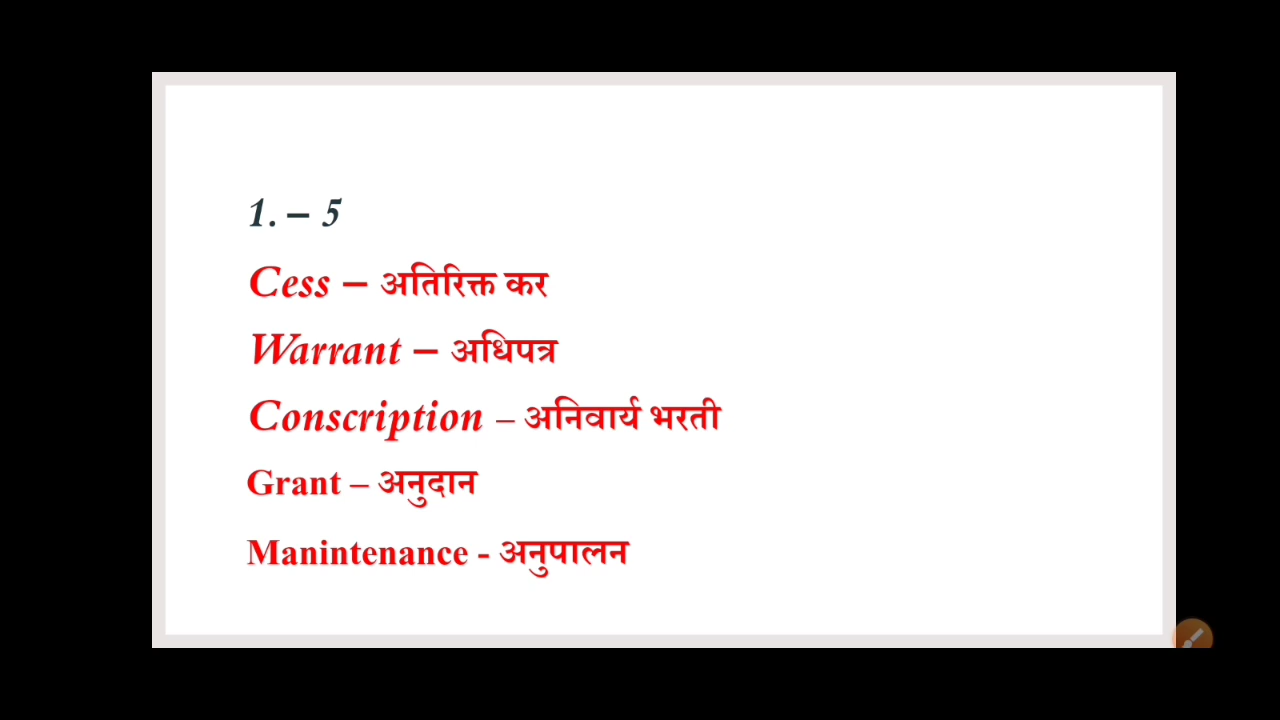 1. – 5
Cess – अतिरिक्त कर
Warrant – अधिपत्र
Conscription – अनिवार्य भरती
Grant – अनुदान
Manintenance - अनुपालन